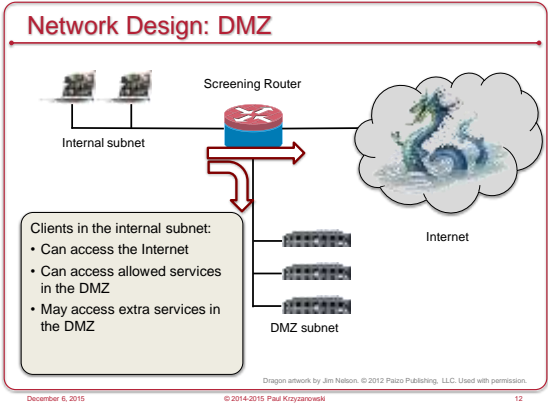 Network Design: DMZ
Screening Router
Internal subnet
Internet
Clients in the internal subnet:
• Can access the Internet
• Can access allowed services
in the DMZ
• May access extra services in
the DMZ
DMZ subnet
Dragon artwork by Jim Nelson. © 2012 Paizo Publishing, LLC. Used with permission.
December 6, 2015
© 2014-2015 Paul Krzyzanowski
12